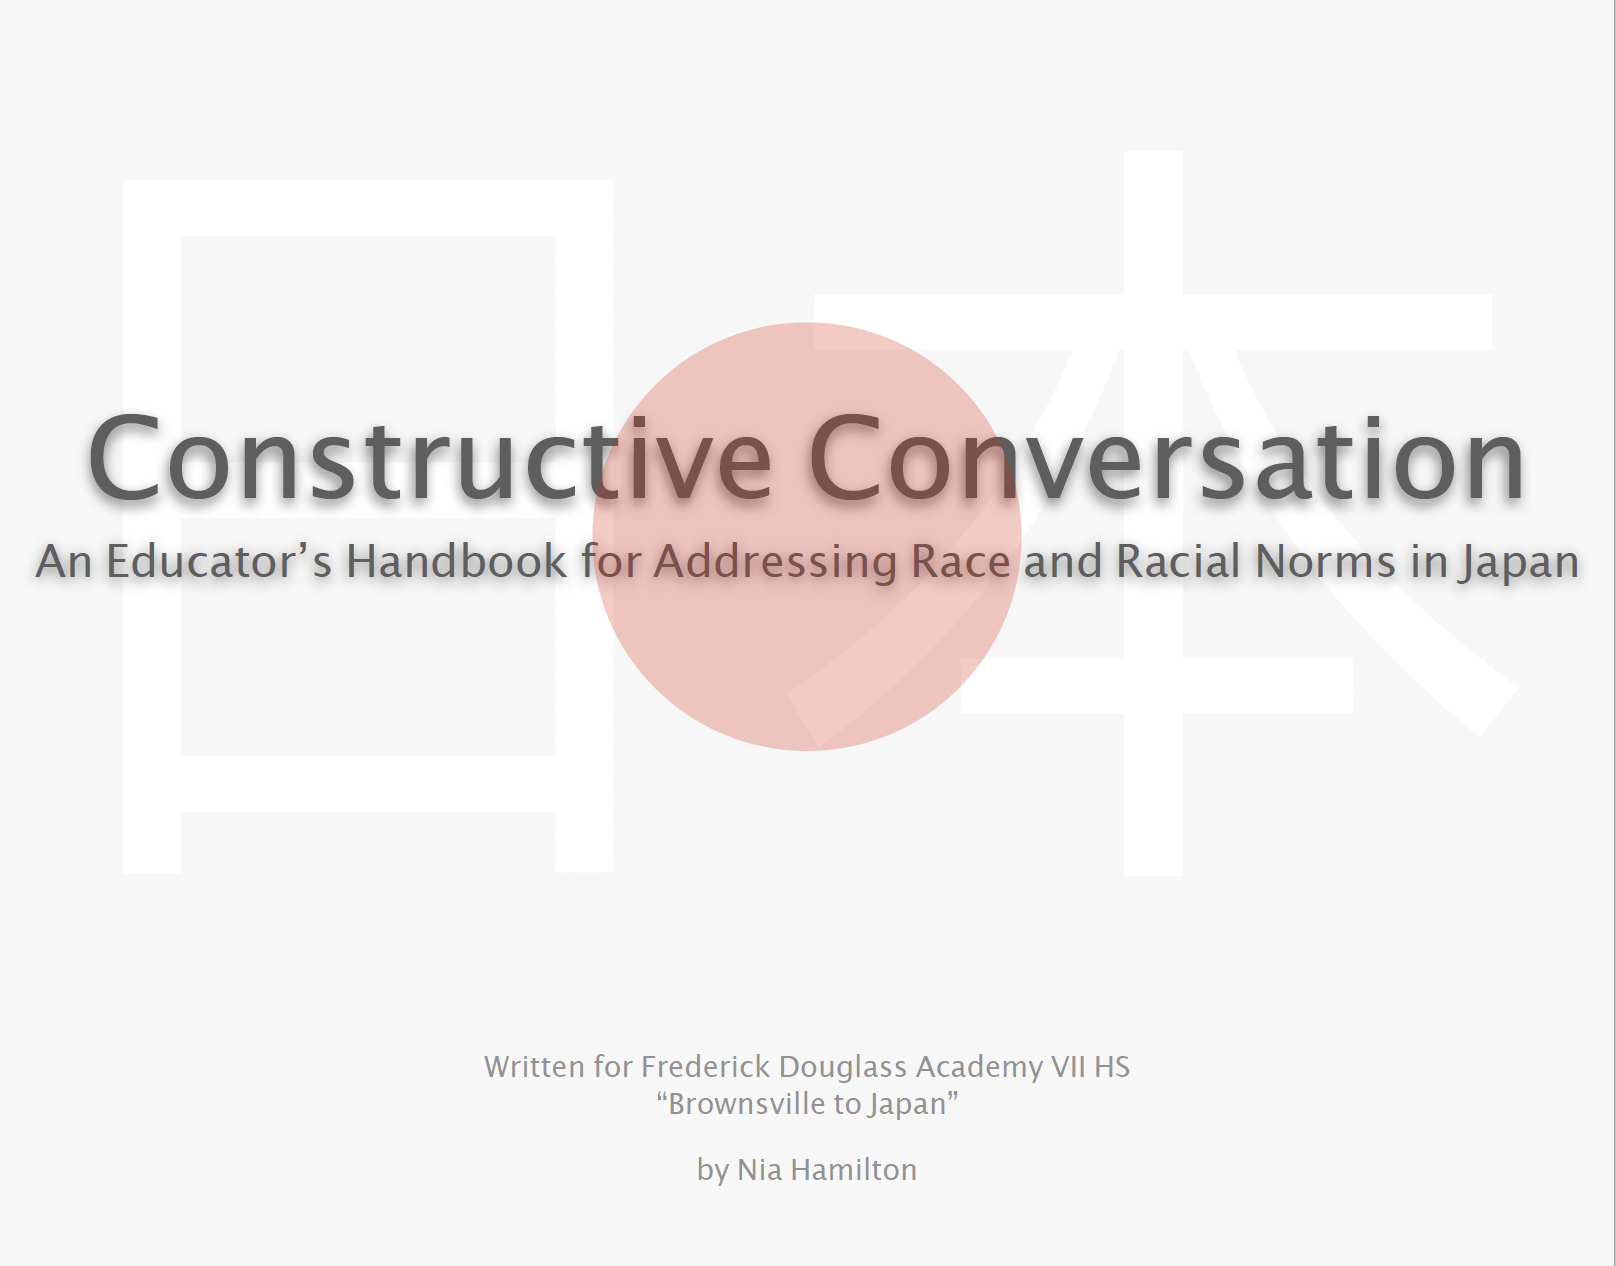 日本
Constructive Conversation
An Educator’s Handbook for Addressing Race and Racial Norms in Japan
Written for Frederick Douglass Academy VII HS
“Brownsville to Japan”
by Nia Hamilton